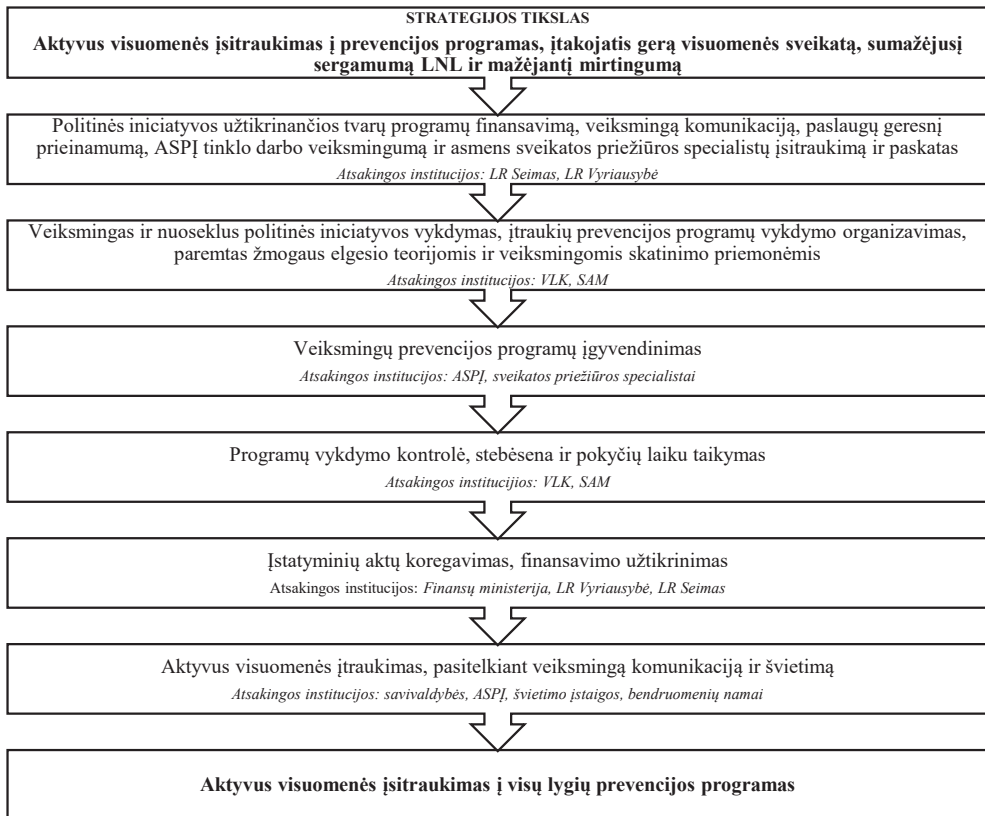 STRATEGIJOS TIKSLAS
Aktyvus visuomenės įsitraukimas į prevencijos programas, įtakojatis gerą visuomenės sveikatą, sumažėjusį
sergamumą LNL ir mažėjantį mirtingumą
Politinės iniciatyvos užtikrinančios tvarų programų finansavimą, veiksmingą komunikaciją, paslaugų geresnį
prieinamumą, ASPĮ tinklo darbo veiksmingumą ir asmens sveikatos priežiūros specialistų įsitraukimą ir paskatas
Atsakingos institucijos: LR Seimas, LR Vyriausybė
Veiksmingas ir nuoseklus politinės iniciatyvos vykdymas, įtraukių prevencijos programų vykdymo organizavimas,
paremtas žmogaus elgesio teorijomis ir veiksmingomis skatinimo priemonėmis
Atsakingos institucijos: VLK, SAM
Veiksmingų prevencijos programų įgyvendinimas
Atsakingos institucijos: ASPĮ, sveikatos priežiūros specialistai
Programų vykdymo kontrolė, stebėsena ir pokyčių laiku taikymas
Atsakingos institucijios: VLK, SAM
Įstatyminių aktų koregavimas, finansavimo užtikrinimas
Atsakingos institucijos: Finansų ministerija, LR Vyriausybė, LR Seimas
Aktyvus visuomenės įtraukimas, pasitelkiant veiksmingą komunikaciją ir švietimą
Atsakingos institucijos: savivaldybės, ASPĮ, švietimo įstaigos, bendruomenių namai
Aktyvus visuomenės įsitraukimas į visų lygių prevencijos programas